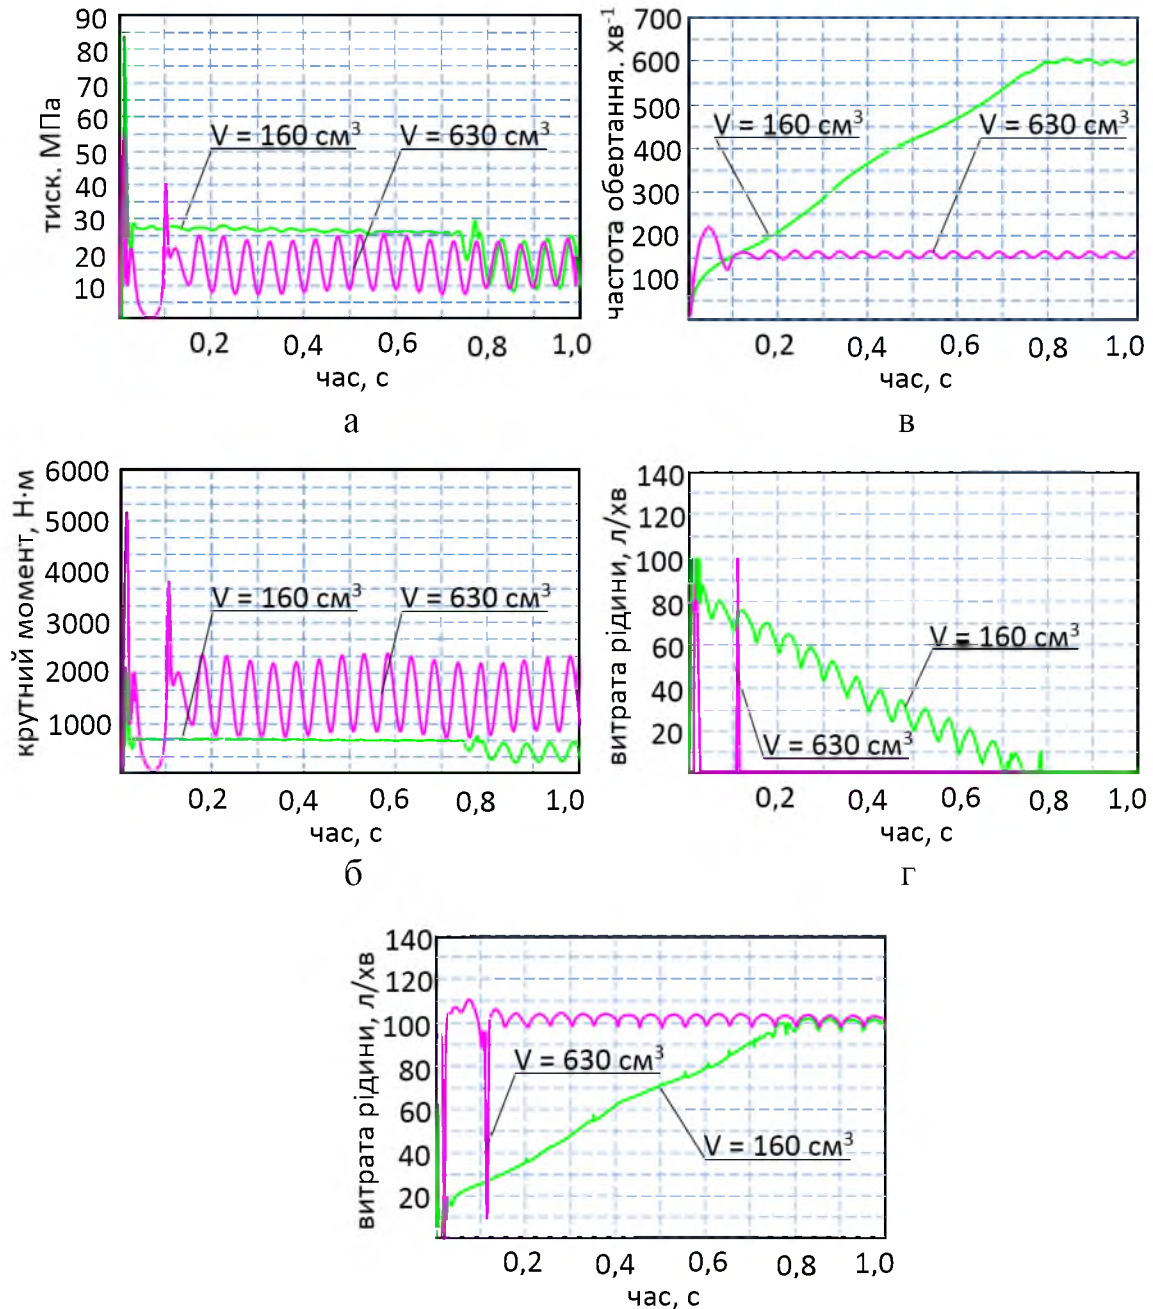 90
80
70
60
50
40
30
20
10
тиск. МПа
V = 160 см³
V = 630 см³
0,2
0,4
0,6
0,8
1,0
час, с
а
700
600
500
400
300
200
100
частота обертання. хв⁻¹
V = 160 см³
V = 630 см³
0,2
0,4
0,6
0,8
1,0
час, с
в
6000
5000
4000
3000
2000
1000
крутний момент, Н·м
V = 160 см³
V = 630 см³
0,2
0,4
0,6
0,8
1,0
час, с
б
140
120
100
80
60
40
20
витрата рідини, л/хв
V = 160 см³
V = 630 см³
0,2
0,4
0,6
0,8
1,0
час, с
г
140
120
100
80
60
40
20
витрата рідини, л/хв
V = 630 см³
V = 160 см³
0,2
0,4
0,6
0,8
1,0
час, с